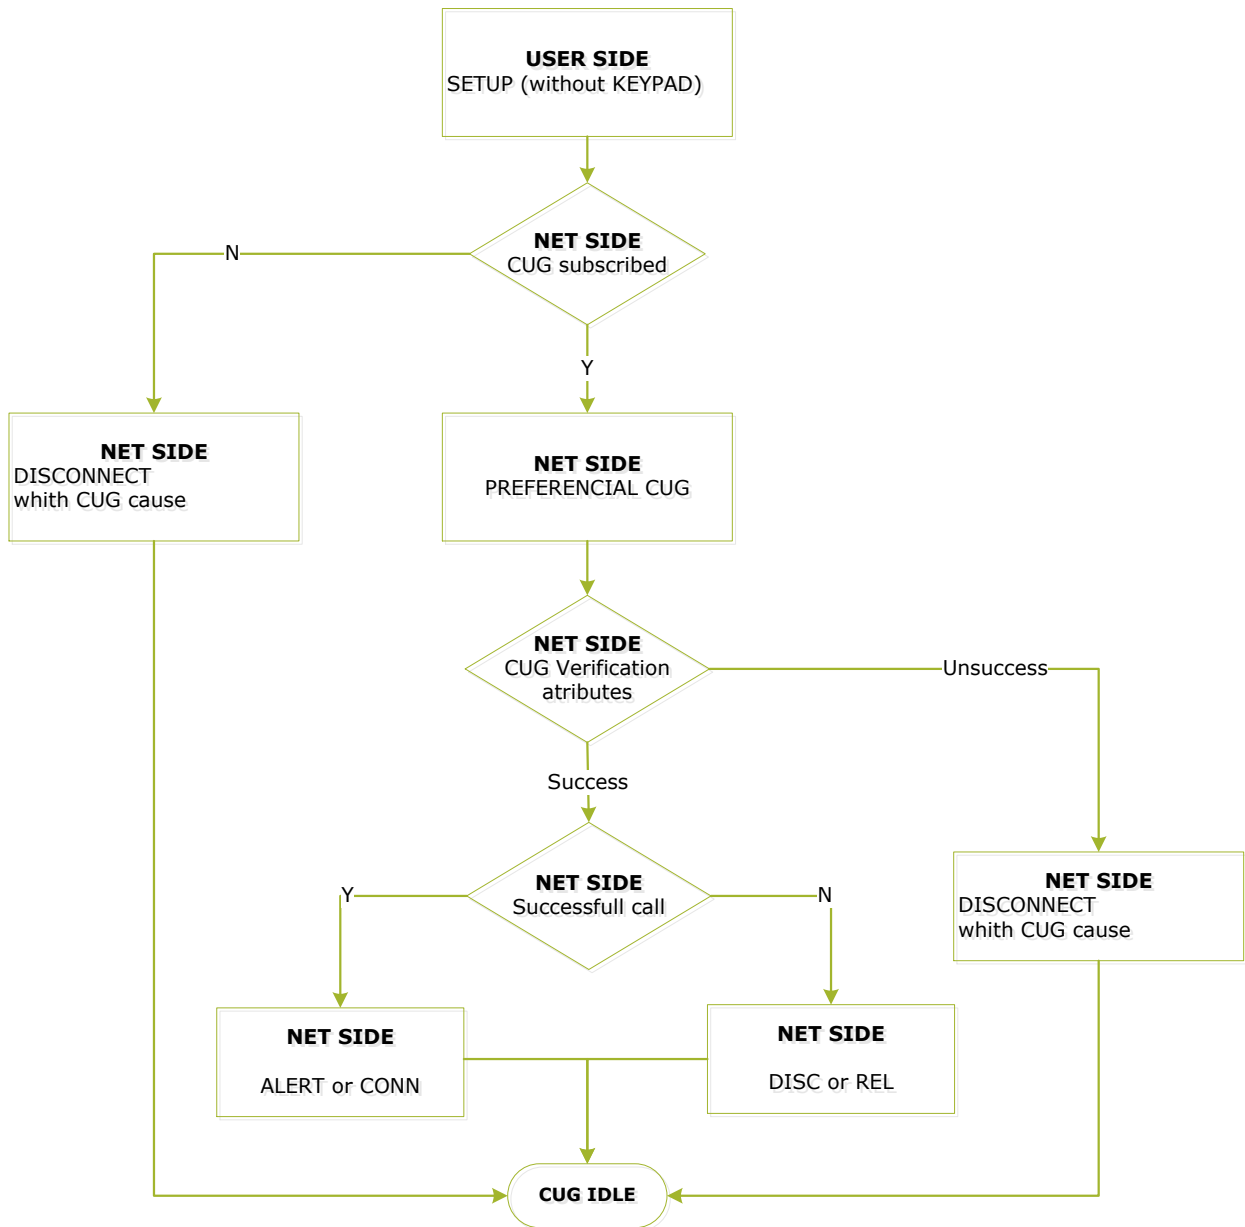 USER SIDE
SETUP (without KEYPAD)
NET SIDE
CUG subscribed
N
Y
NET SIDE
DISCONNECT
whith CUG cause
NET SIDE
PREFERENCIAL CUG
NET SIDE
CUG Verification
atributes
Unsuccess
Success
NET SIDE
Successfull call
Y
N
NET SIDE
DISCONNECT
whith CUG cause
NET SIDE
ALERT or CONN
NET SIDE
DISC or REL
CUG IDLE